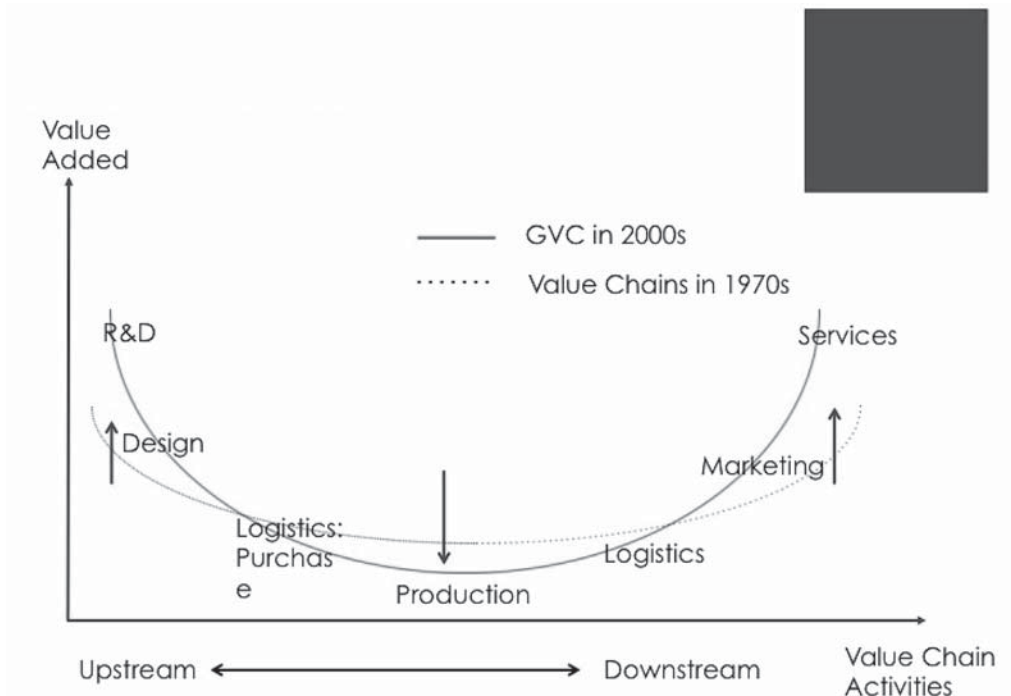 Value
Added
GVC in 2000s
Value Chains in 1970s
R&D
Services
Design
Marketing
Logistics:
Purchas
e
Logistics
Production
Upstream
Downstream
Value Chain
Activities